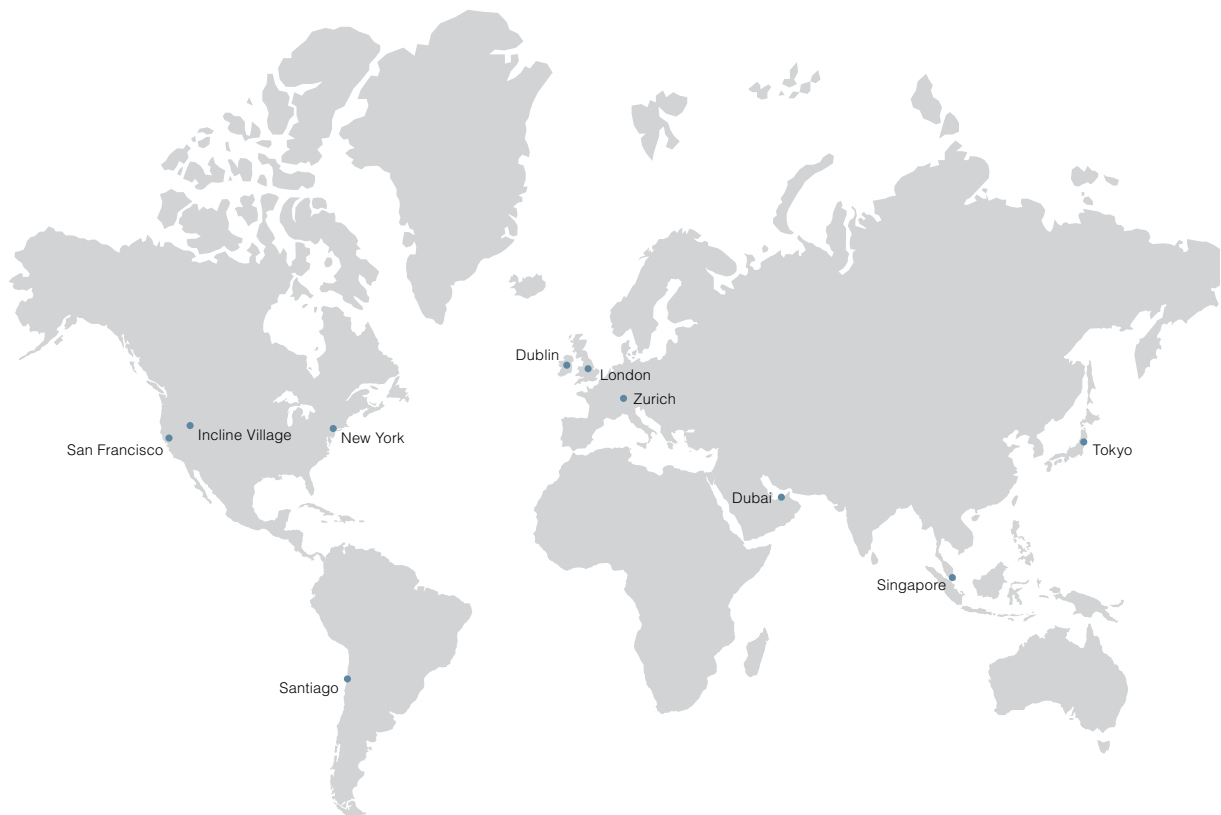 Dublin
London
Zurich
Incline Village
New York
San Francisco
Tokyo
Dubai
Singapore
Santiago